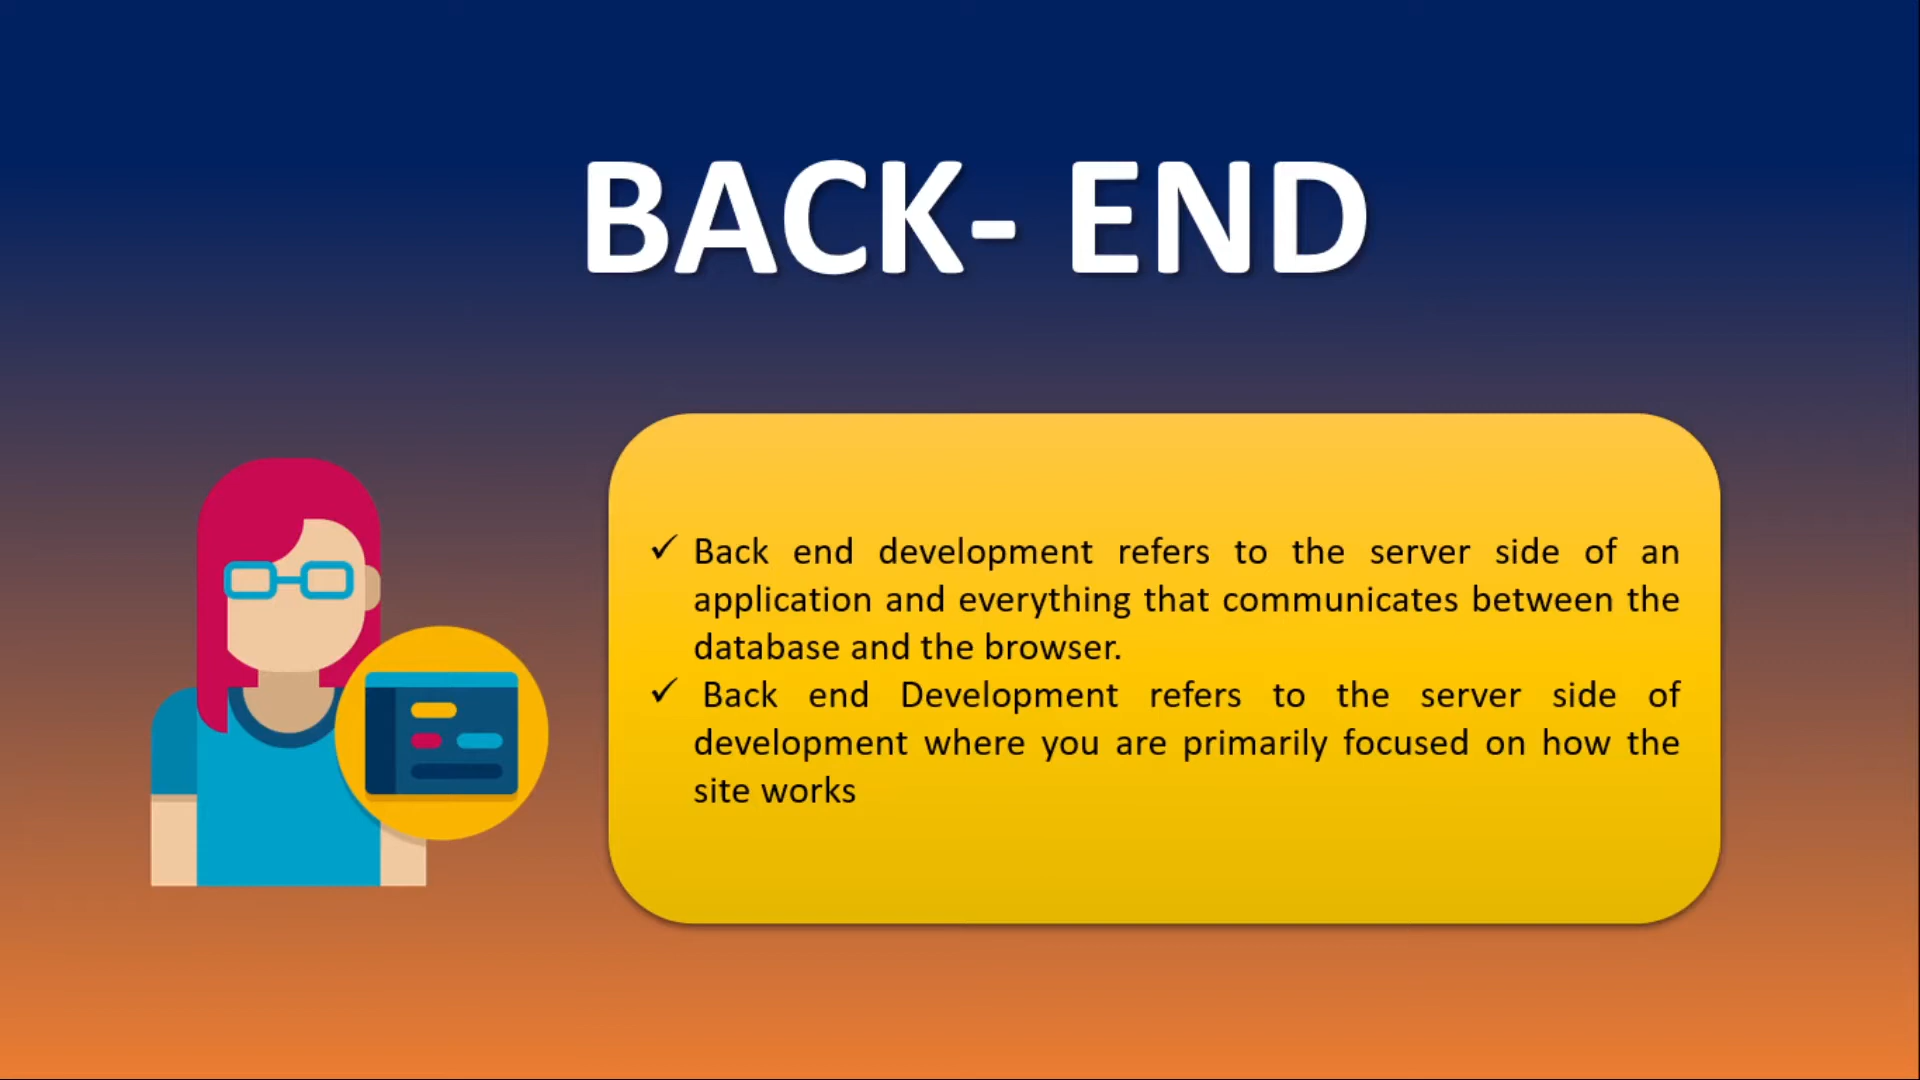 BACK- END
✓ Back end development refers to the server side of an
application and everything that communicates between the
database and the browser.
✓ Back end Development refers to the server side of
development where you are primarily focused on how the
site works